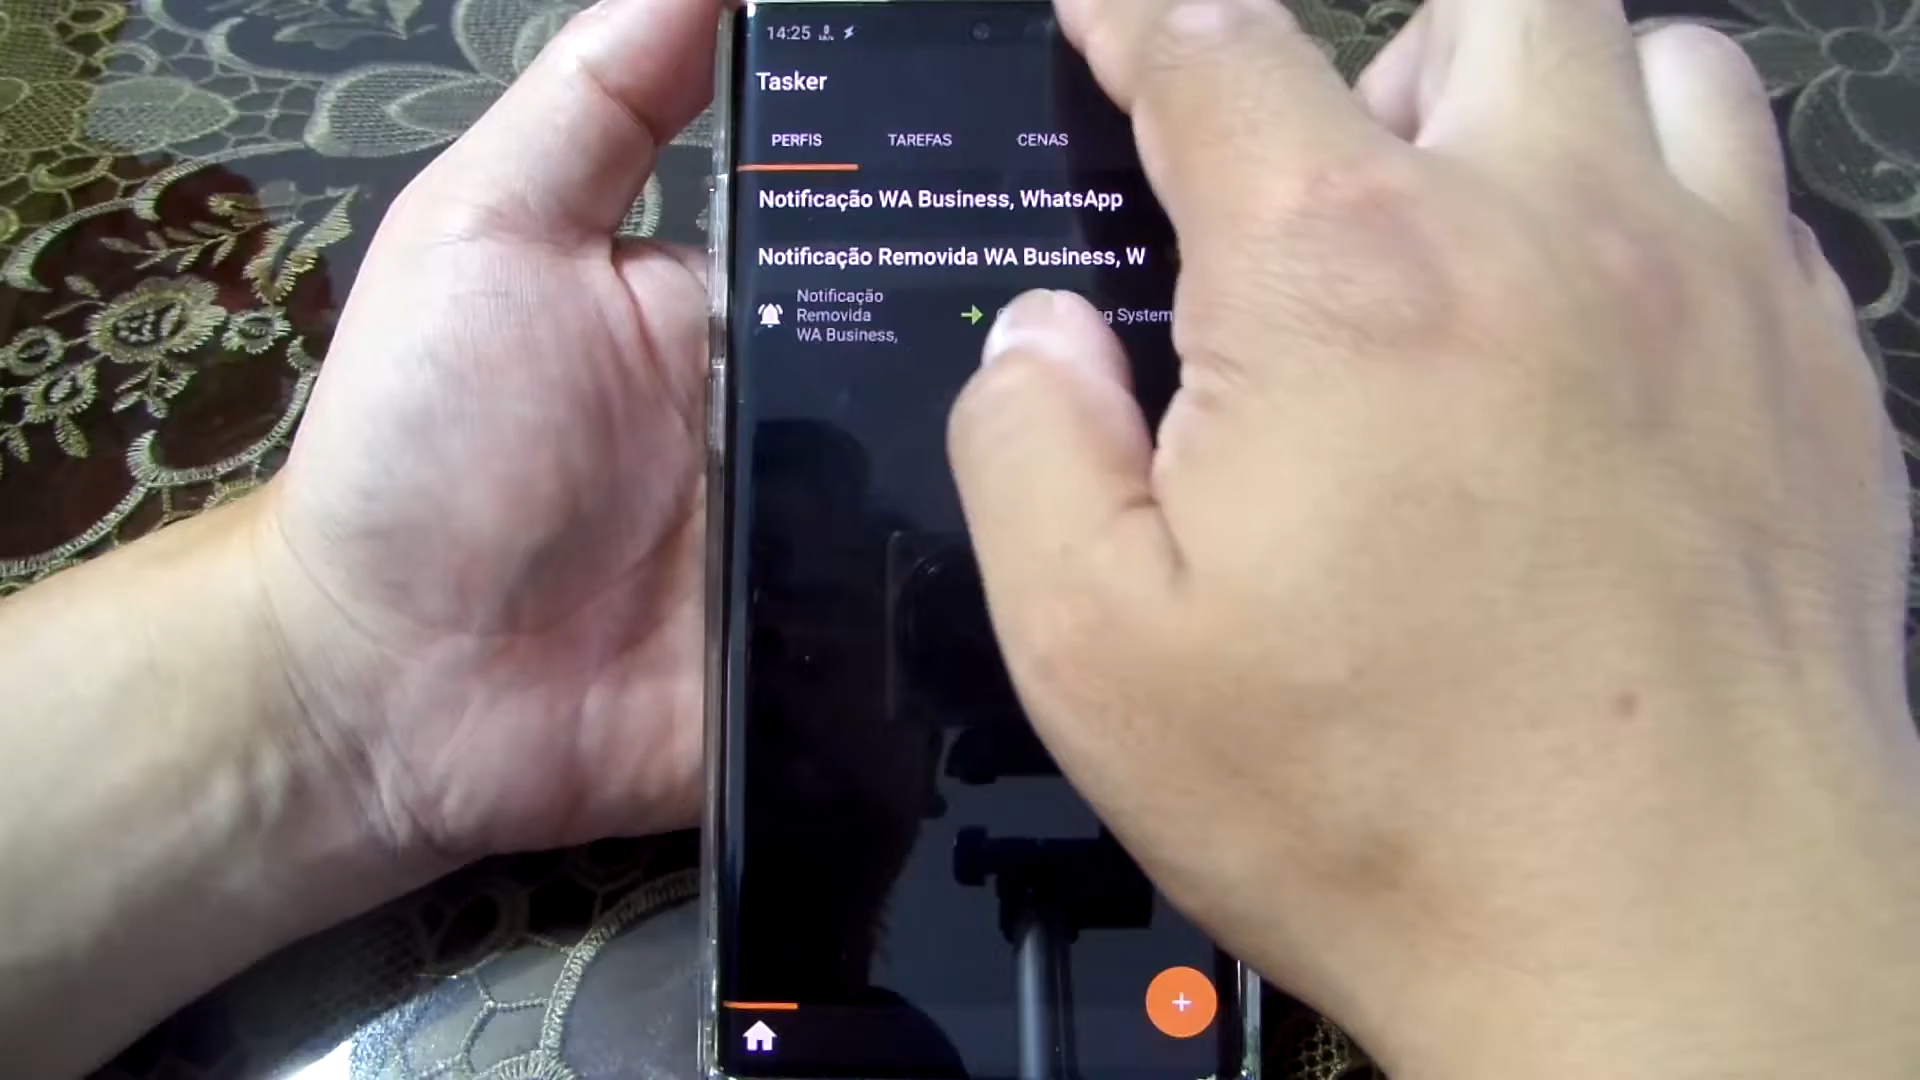 14:25
Tasker
PERFIS TAREFAS CENAS
Notificação WA Business, WhatsApp
Notificação Removida WA Business, W
Notificação
Removida
WA Business,
System